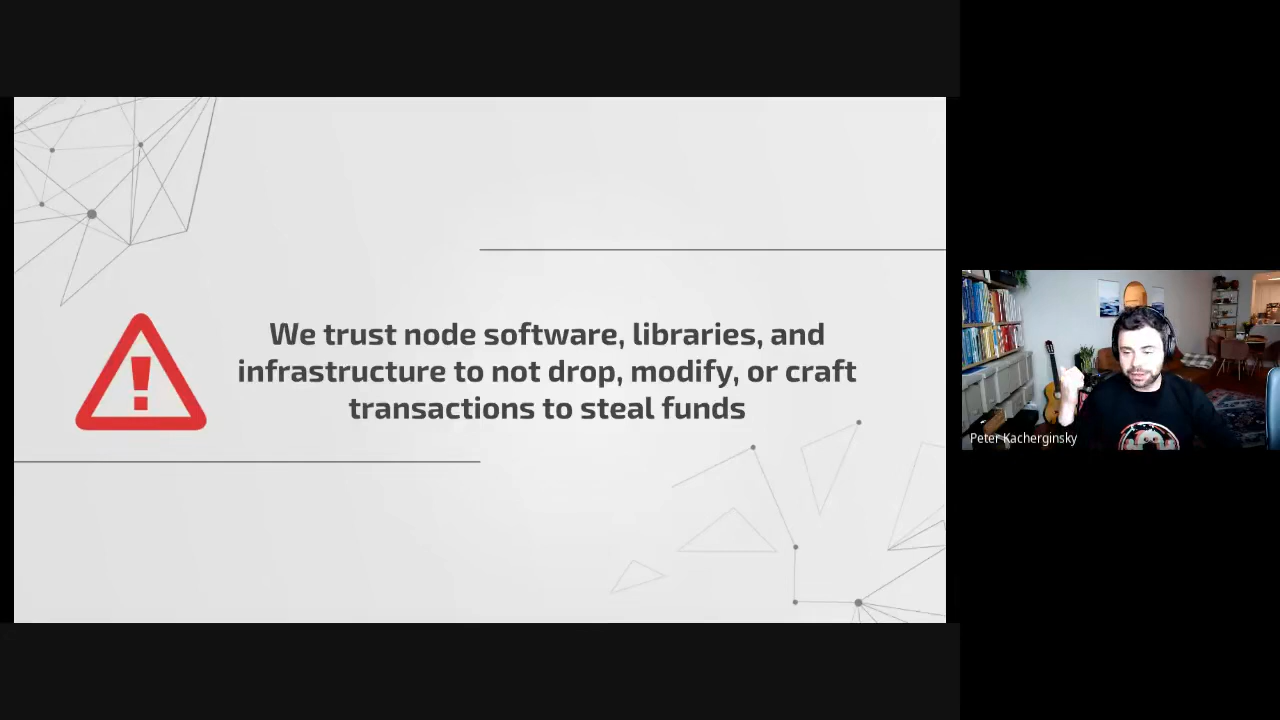 We trust node software, libraries, and
infrastructure to not drop, modify, or craft
transactions to steal funds
Peter Kacherginsky